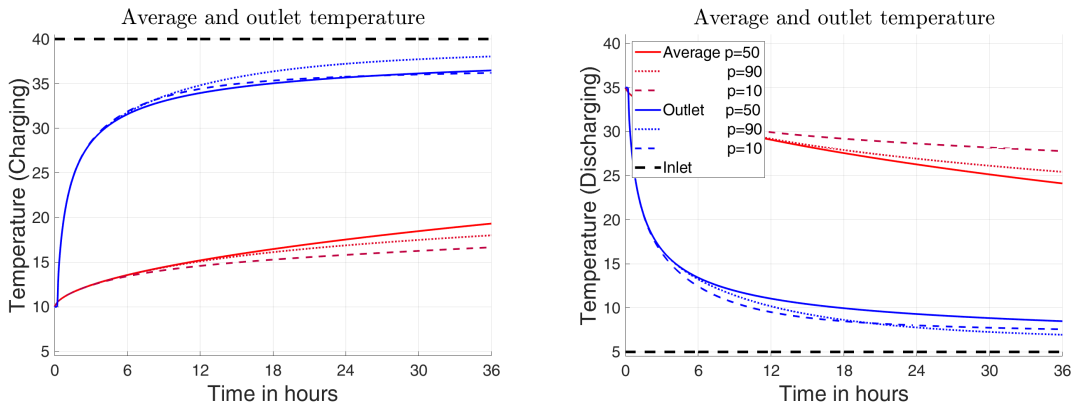 Average and outlet temperature
40
35
30
25
20
15
10
5
0 6 12 18 24 30 36
Time in hours
Temperature (Charging)
Average and outlet temperature
40
35
30
25
20
15
10
5
0 6 12 18 24 30 36
Time in hours
Temperature (Discharging)
Average p=50
p=90
p=10
Outlet p=50
p=90
p=10
Inlet